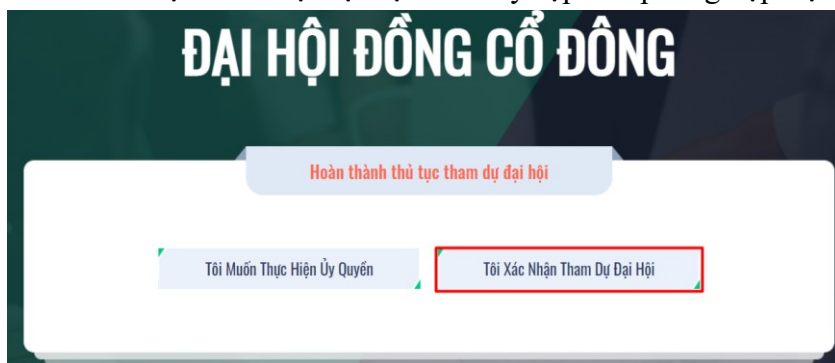 ĐẠI HỘI ĐỒNG CỔ ĐÔNG
Hoàn thành thủ tục tham dự đại hội
Tôi Muốn Thực Hiện Ủy Quyền
Tôi Xác Nhận Tham Dự Đại Hội